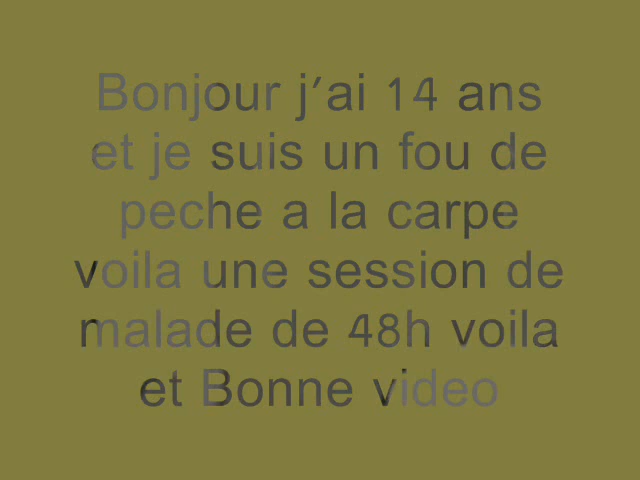 Bonjour j'ai 14 ans
et je suis un fou de
peche a la carpe
voila une session de
malade de 48h voila
et Bonne video